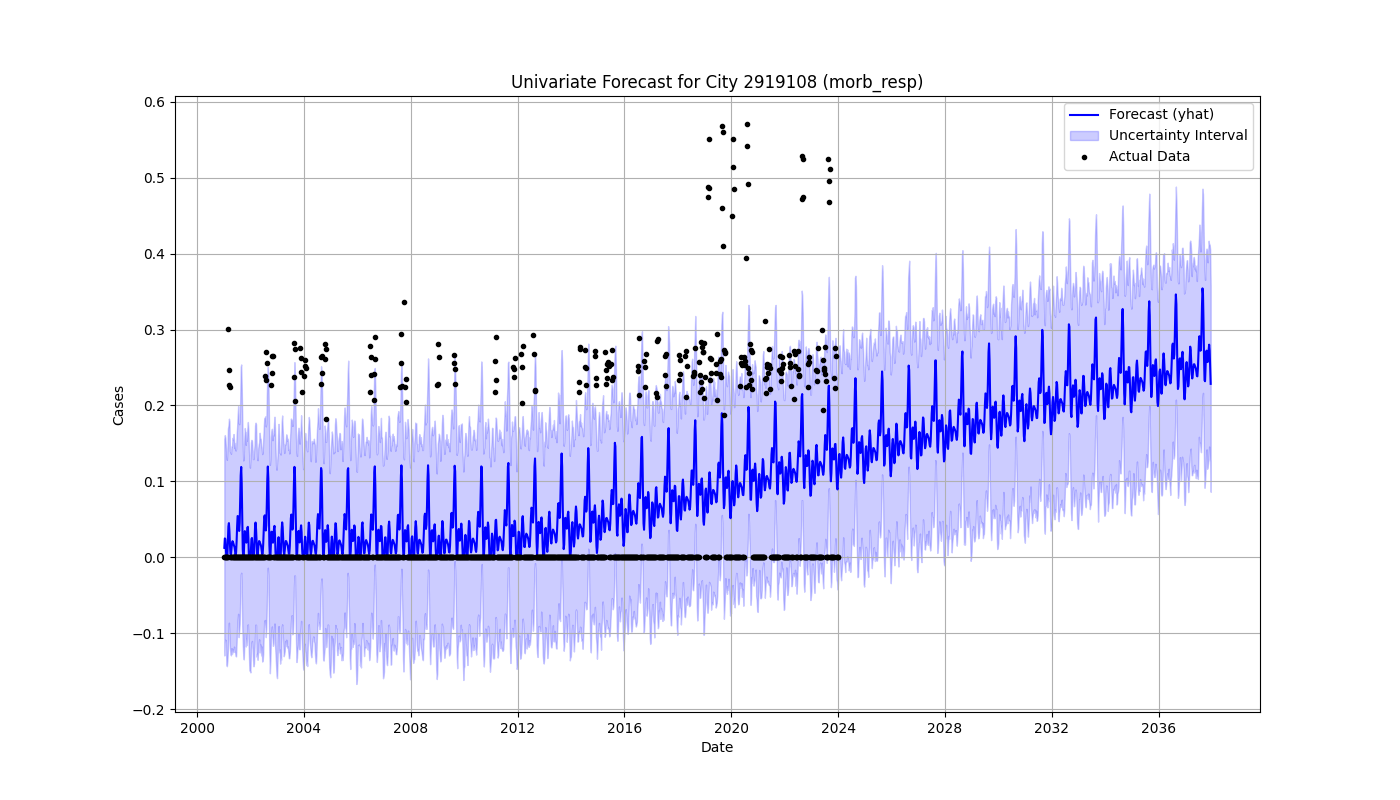 Univariate Forecast for City 2919108 (morb_resp)
Forecast (yhat)
Uncertainty Interval
Actual Data
Cases
0.6
0.5
0.4
0.3
0.2
0.1
0.0
−0.1
−0.2
2000 2004 2008 2012 2016 2020 2024 2028 2032 2036
Date